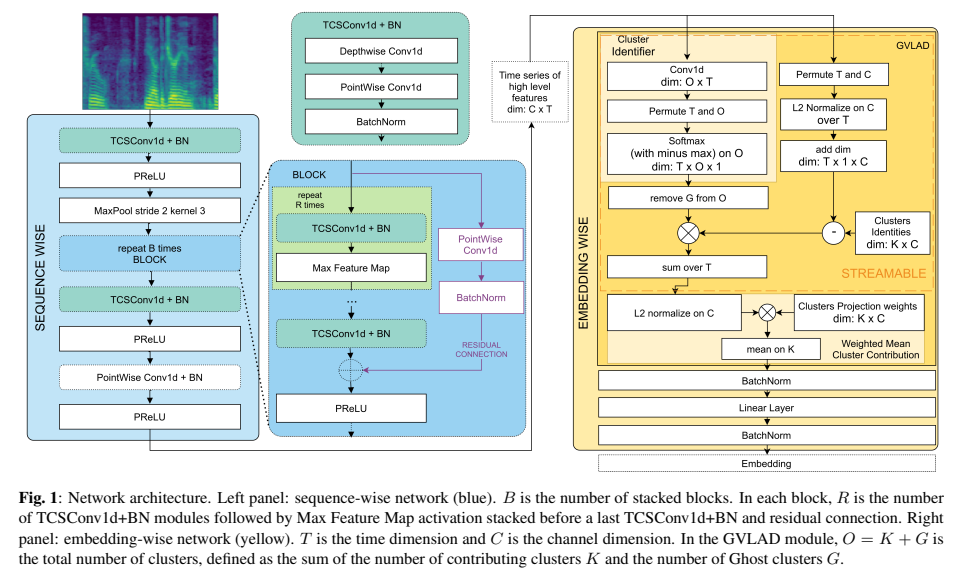 SEQUENCE WISE
TCSConv1d + BN
PReLU
MaxPool stride 2 kernel 3
repeat B times
BLOCK
TCSConv1d + BN
PReLU
PointWise Conv1d + BN
PReLU
TCSConv1d + BN
Depthwise Conv1d
PointWise Conv1d
BatchNorm
BLOCK
repeat
R times
TCSConv1d + BN
Max Feature Map
...
TCSConv1d + BN
PReLU
PointWise
Conv1d
BatchNorm
RESIDUAL
CONNECTION
Time series of
high level
features
dim: C x T
EMBEDDING WISE
GVLAD
Cluster
Identifier
Conv1d
dim: O x T
Permute T and O
Softmax
(with minus max) on O
dim: T x O x 1
remove G from O
sum over T
Permute T and C
L2 Normalize on C
over T
add dim
dim: T x 1 x C
-
Clusters
Identities
dim: K x C
STREAMABLE
L2 normalize on C
Clusters Projection weights
dim: K x C
mean on K
Weighted Mean
Cluster Contribution
BatchNorm
Linear Layer
BatchNorm
Embedding
Fig. 1: Network architecture. Left panel: sequence-wise network (blue). B is the number of stacked blocks. In each block, R is the number
of TCSConv1d+BN modules followed by Max Feature Map activation stacked before a last TCSConv1d+BN and residual connection. Right
panel: embedding-wise network (yellow). T is the time dimension and C is the channel dimension. In the GVLAD module, O = K + G is
the total number of clusters, defined as the sum of the number of contributing clusters K and the number of Ghost clusters G.